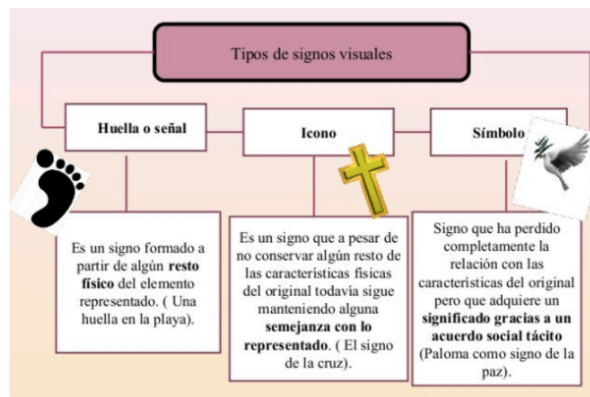 Tipos de signos visuales
Huella o señal
Icono
Símbolo
Es un signo formado a
partir de algún resto
físico del elemento
representado. ( Una
huella en la playa).
Es un signo que a pesar de
no conservar algún resto de
las características físicas
del original todavía sigue
manteniendo alguna
semejanza con lo
representado. ( El signo
de la cruz).
Signo que ha perdido
completamente la
relación con las
características del original
pero que adquiere un
significado gracias a un
acuerdo social tácito
(Paloma como signo de la
paz).